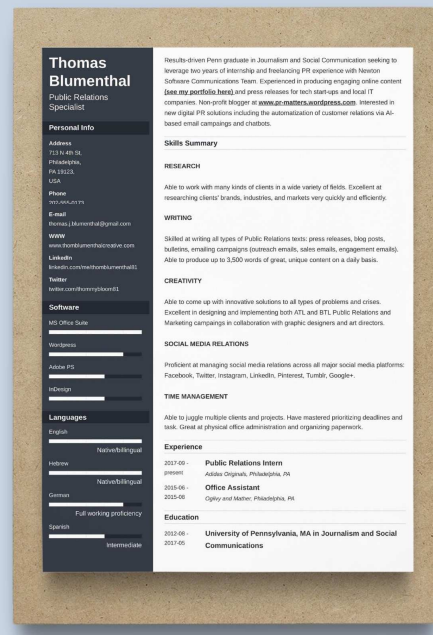 Thomas
Blumenthal
Public Relations
Specialist
Personal Info
Address
713 N 4th St,
Philadelphia,
PA 19123,
USA
Phone
202-555-0173
E-mail
thomas.j.blumenthal@gmail.com
WWW
www.thomblumenthalcreative.com
LinkedIn
linkedin.com/me/thomblumenthal81
Twitter
twitter.com/thommybloom81
Software
MS Office Suite
Wordpress
Adobe PS
InDesign
Languages
English
Native/billingual
Hebrew
Native/billingual
German
Full working proficiency
Spanish
Intermediate
Results-driven Penn graduate in Journalism and Social Communication seeking to
leverage two years of internship and freelancing PR experience with Newton
Software Communications Team. Experienced in producing engaging online content
(see my portfolio here) and press releases for tech start-ups and local IT
companies. Non-profit blogger at www.pr-matters.wordpress.com. Interested in
new digital PR solutions including the automatization of customer relations via AI-
based email campaings and chatbots.
Skills Summary
RESEARCH
Able to work with many kinds of clients in a wide variety of fields. Excellent at
researching clients' brands, industries, and markets very quickly and efficiently.
WRITING
Skilled at writing all types of Public Relations texts: press releases, blog posts,
bulletins, emailing campaigns (outreach emails, sales emails, engagement emails).
Able to produce up to 3,500 words of great, unique content on a daily basis.
CREATIVITY
Able to come up with innovative solutions to all types of problems and crises.
Excellent in designing and implementing both ATL and BTL Public Relations and
Marketing campaings in collaboration with graphic designers and art directors.
SOCIAL MEDIA RELATIONS
Proficient at managing social media relations across all major social media platforms:
Facebook, Twitter, Instagram, LinkedIn, Pinterest, Tumblr, Google+.
TIME MANAGEMENT
Able to juggle multiple clients and projects. Have mastered prioritizing deadlines and
task. Great at physical office administration and organizing paperwork.
Experience
2017-09 -
present
Public Relations Intern
Adidas Originals, Philadelphia, PA
2015-06 -
2015-08
Office Assistant
Ogilvy and Mather, Philadelphia, PA
Education
2012-08 -
2017-05
University of Pennsylvania, MA in Journalism and Social
Communications